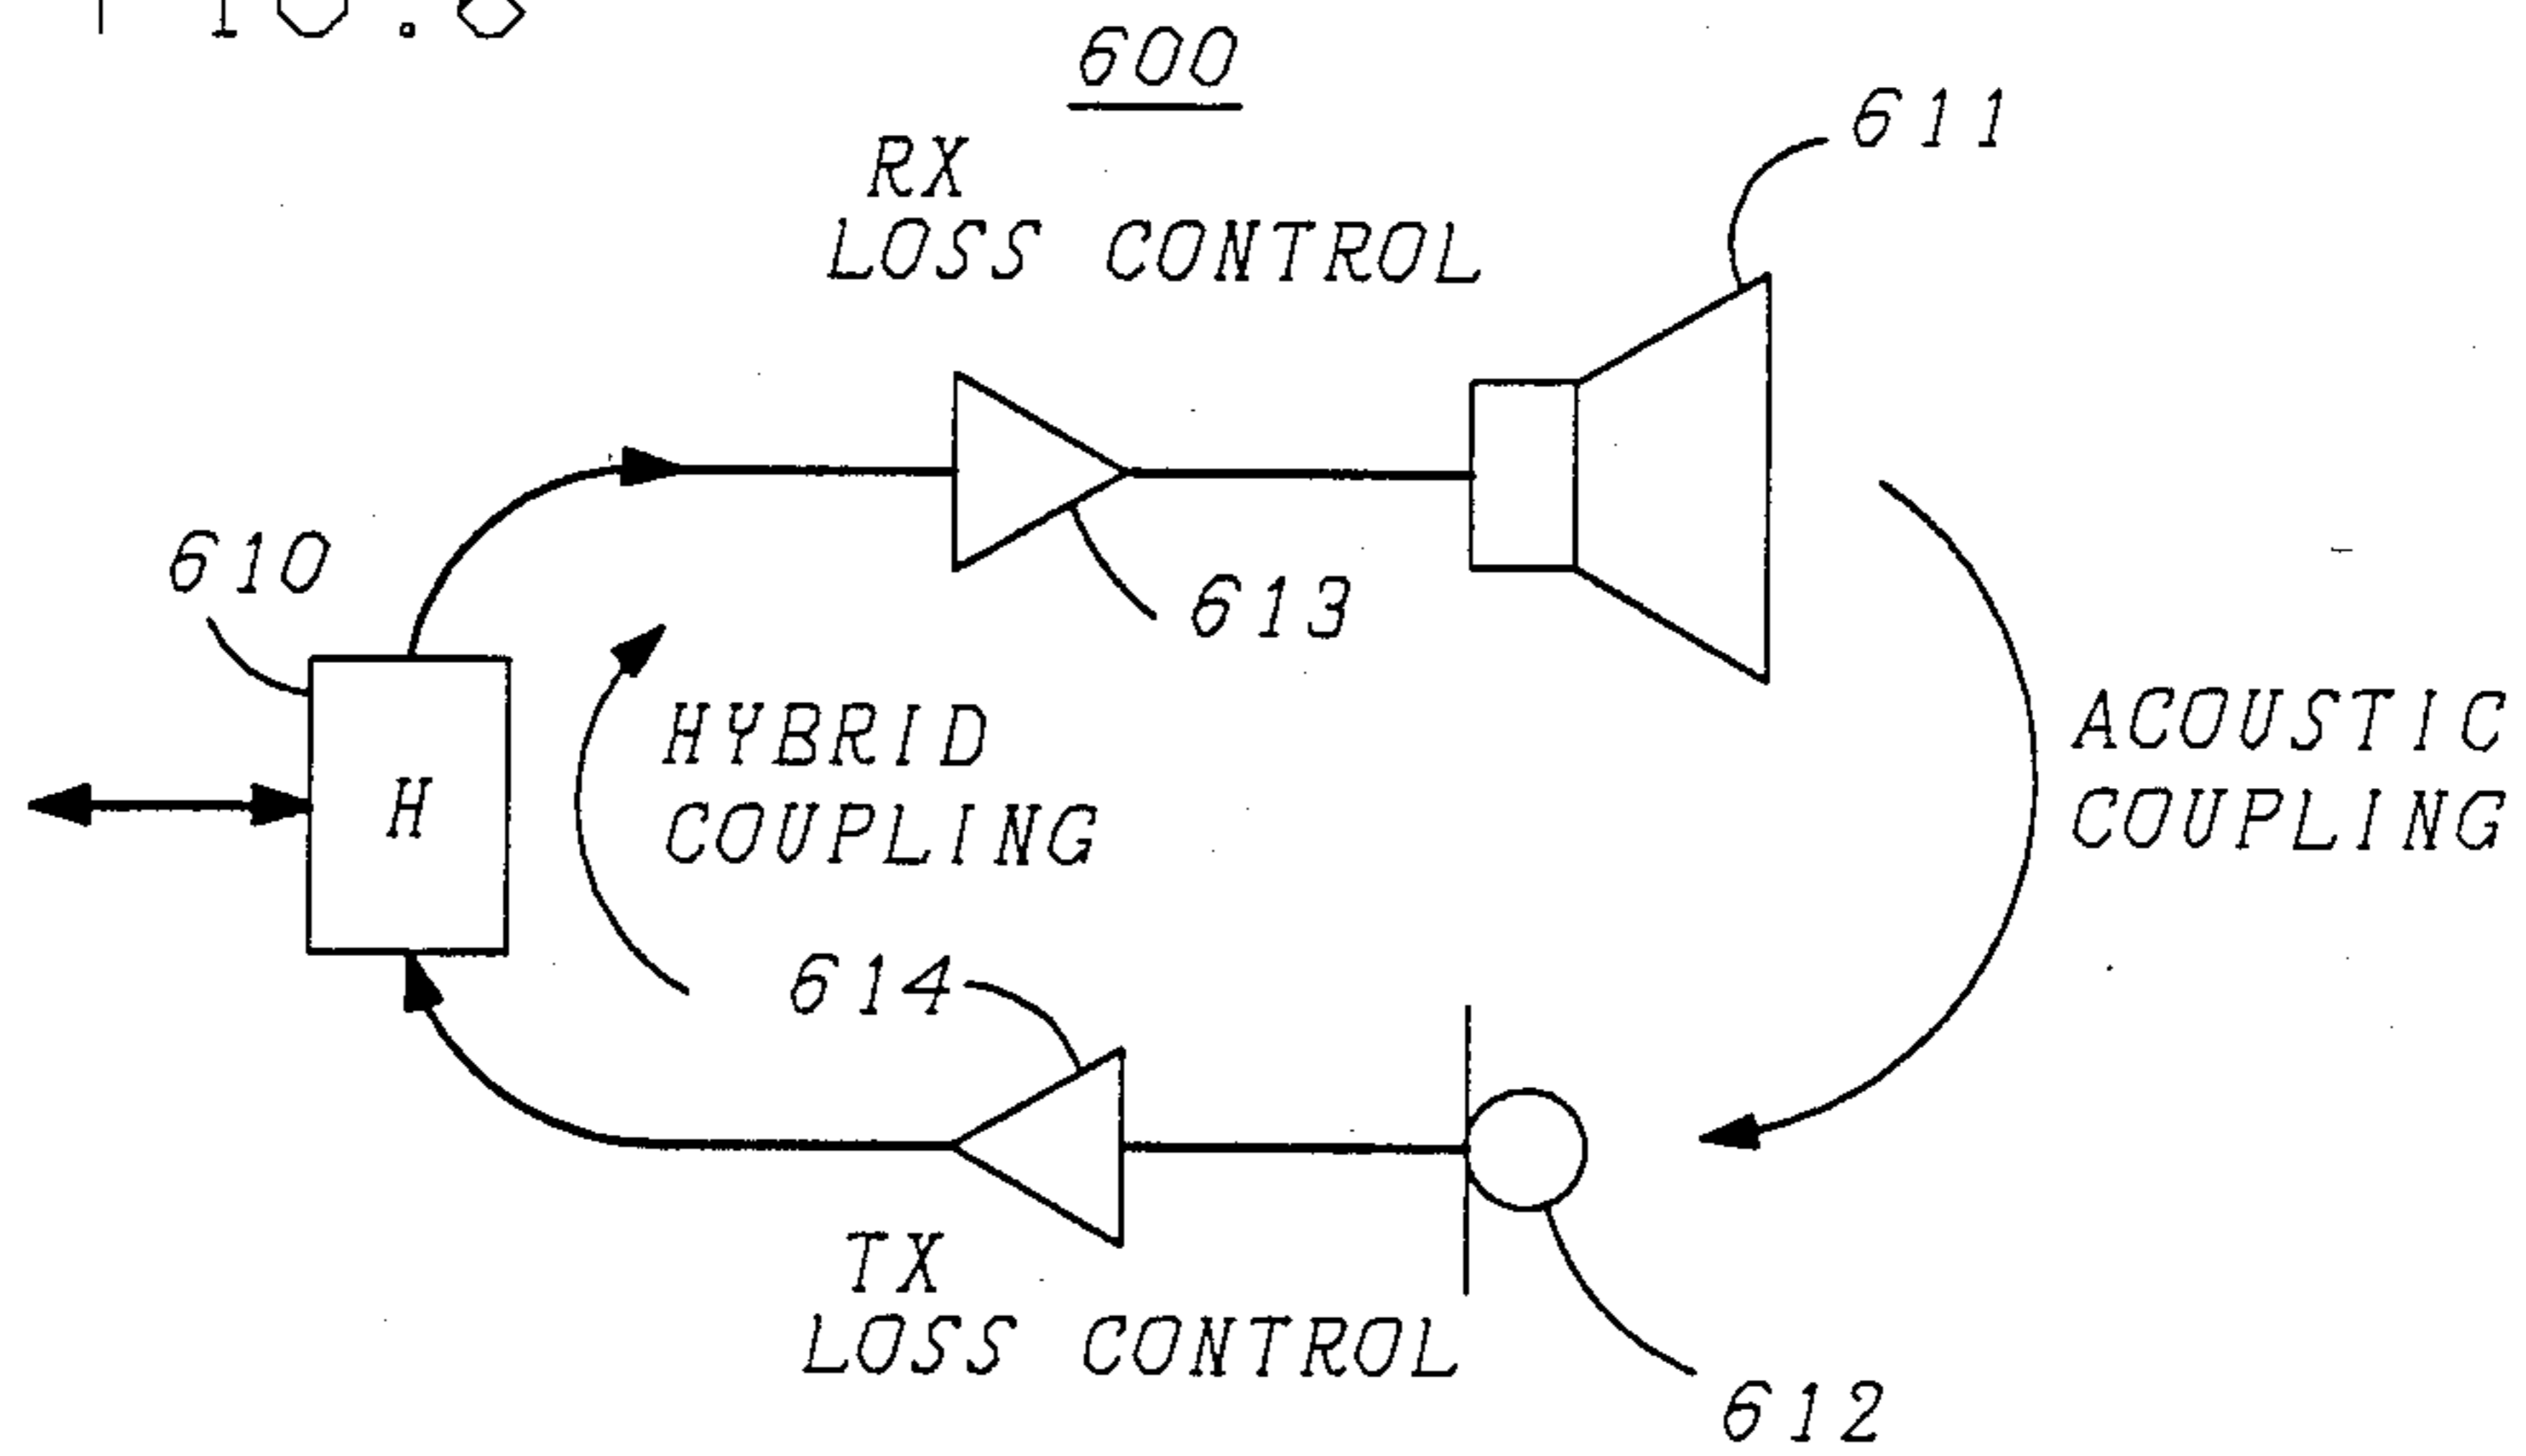 600
RX
LOSS CONTROL
611
613
610
H
HYBRID
COUPLING
ACOUSTIC
COUPLING
614
TX
LOSS CONTROL
612